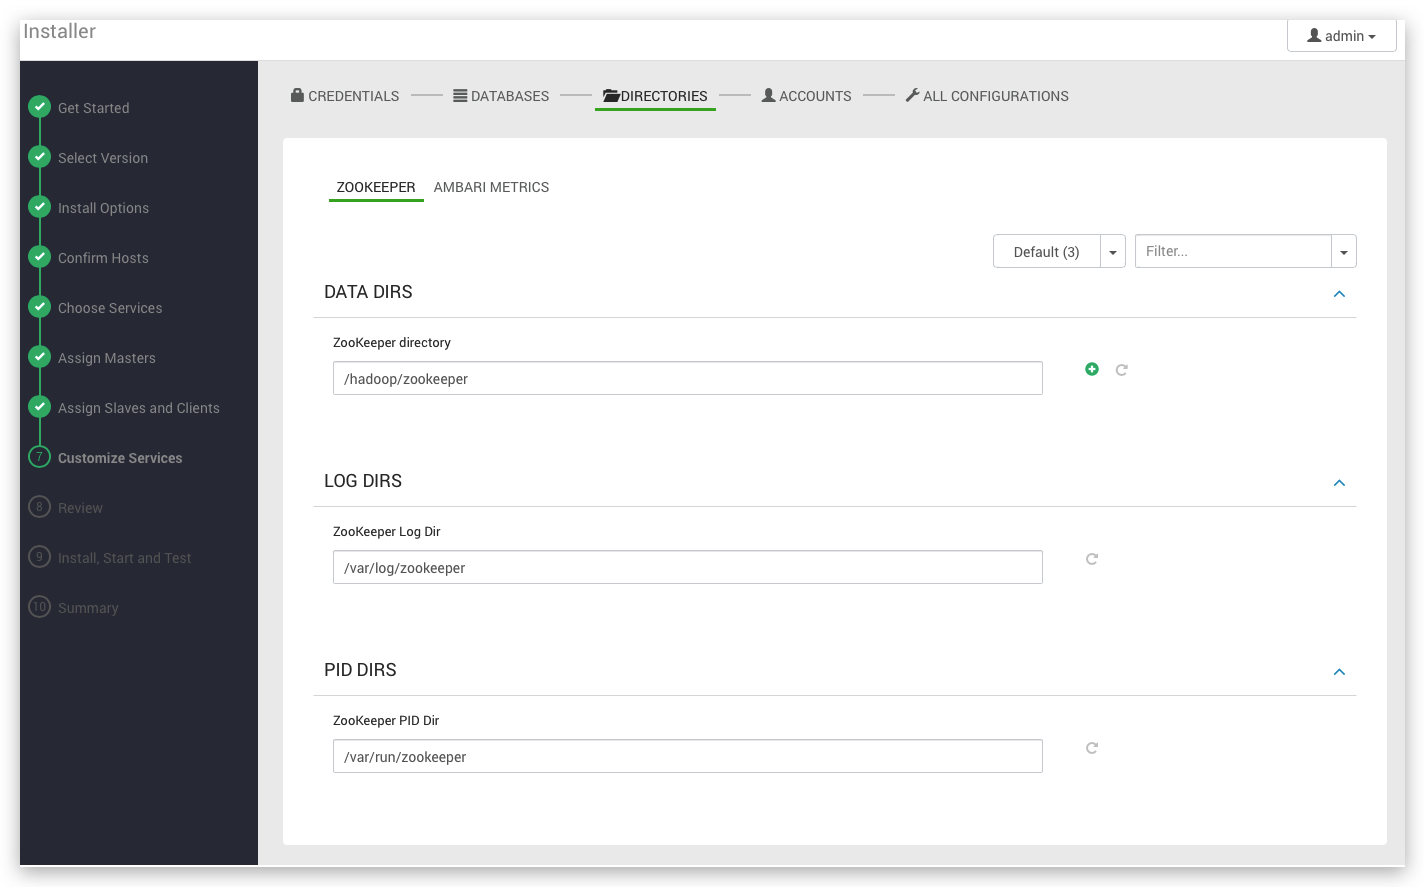 Installer
admin
Get Started
Select Version
Install Options
Confirm Hosts
Choose Services
Assign Masters
Assign Slaves and Clients
7 Customize Services
8 Review
9 Install, Start and Test
10 Summary
CREDENTIALS DATABASES DIRECTORIES ACCOUNTS ALL CONFIGURATIONS
ZOOKEEPER AMBARI METRICS
Default (3) Filter...
DATA DIRS
ZooKeeper directory
/hadoop/zookeeper
LOG DIRS
ZooKeeper Log Dir
/var/log/zookeeper
PID DIRS
ZooKeeper PID Dir
/var/run/zookeeper